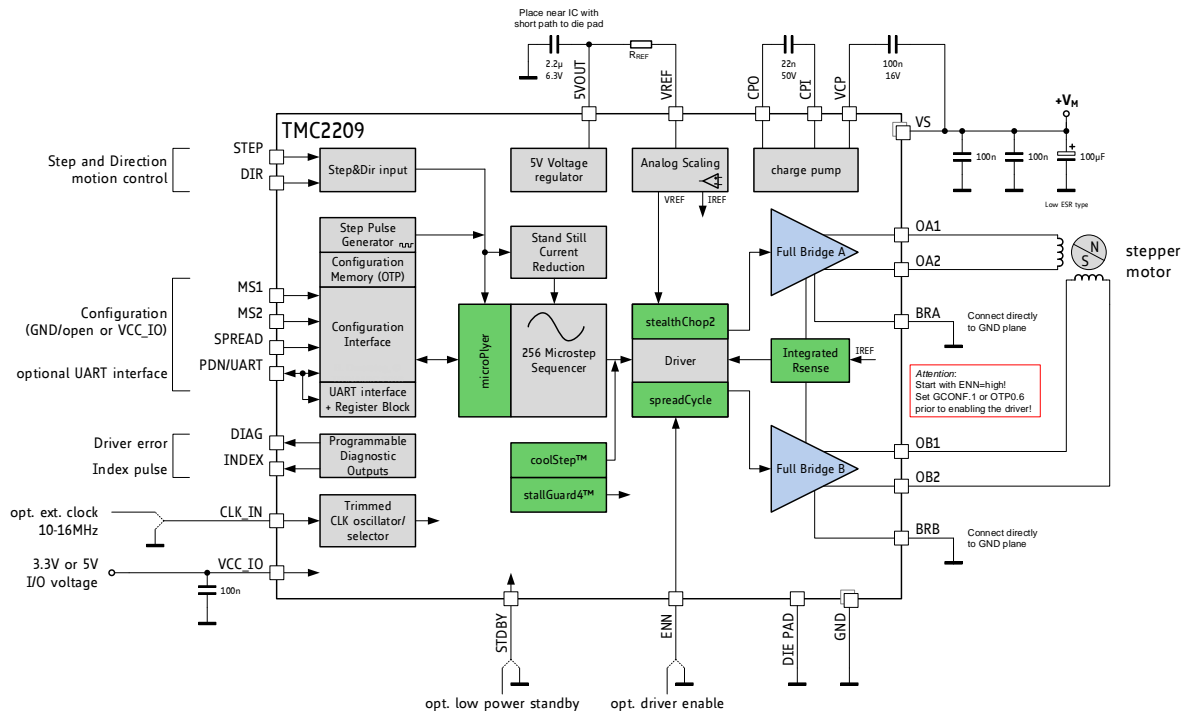 Place near IC with
short path to die pad
2.2µ
6.3V
RREF
22n
50V
100n
16V
5VOUT
VREF
CPO
CPI
VCP
+VM
VS
TMC2209
100n
100n
+
100µF
Low ESR type
Step and Direction
motion control
STEP
DIR
Step&Dir input
5V Voltage
regulator
Analog Scaling
VREF
IREF
charge pump
Step Pulse
Generator
Configuration
Memory (OTP)
Stand Still
Current
Reduction
Full Bridge A
OA1
OA2
N
S
stepper
motor
Configuration
(GND/open or VCC_IO)
optional UART interface
MS1
MS2
SPREAD
PDN/UART
Configuration
Interface
UART interface
+ Register Block
microPlyer
256 Microstep
Sequencer
stealthChop2
Driver
spreadCycle
Integrated
Rsense
IREF
BRA
Connect directly
to GND plane
Attention:
Start with ENN=high!
Set GCONF.1 or OTP0.6
prior to enabling the driver!
Driver error
Index pulse
DIAG
INDEX
Programmable
Diagnostic
Outputs
coolStep™
stallGuard4™
Full Bridge B
OB1
OB2
opt. ext. clock
10-16MHz
CLK_IN
Trimmed
CLK oscillator/
selector
BRB
Connect directly
to GND plane
3.3V or 5V
I/O voltage
VCC_IO
100n
STDBY
ENN
DIE PAD
GND
opt. low power standby
opt. driver enable